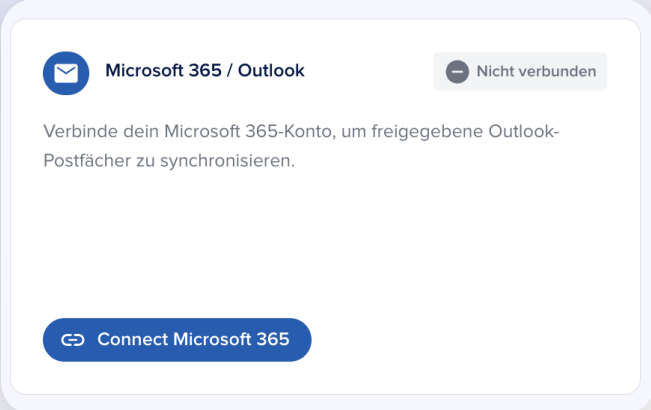 Microsoft 365 / Outlook
Nicht verbunden
Verbinde dein Microsoft 365-Konto, um freigegebene Outlook-
Postfächer zu synchronisieren.
Connect Microsoft 365